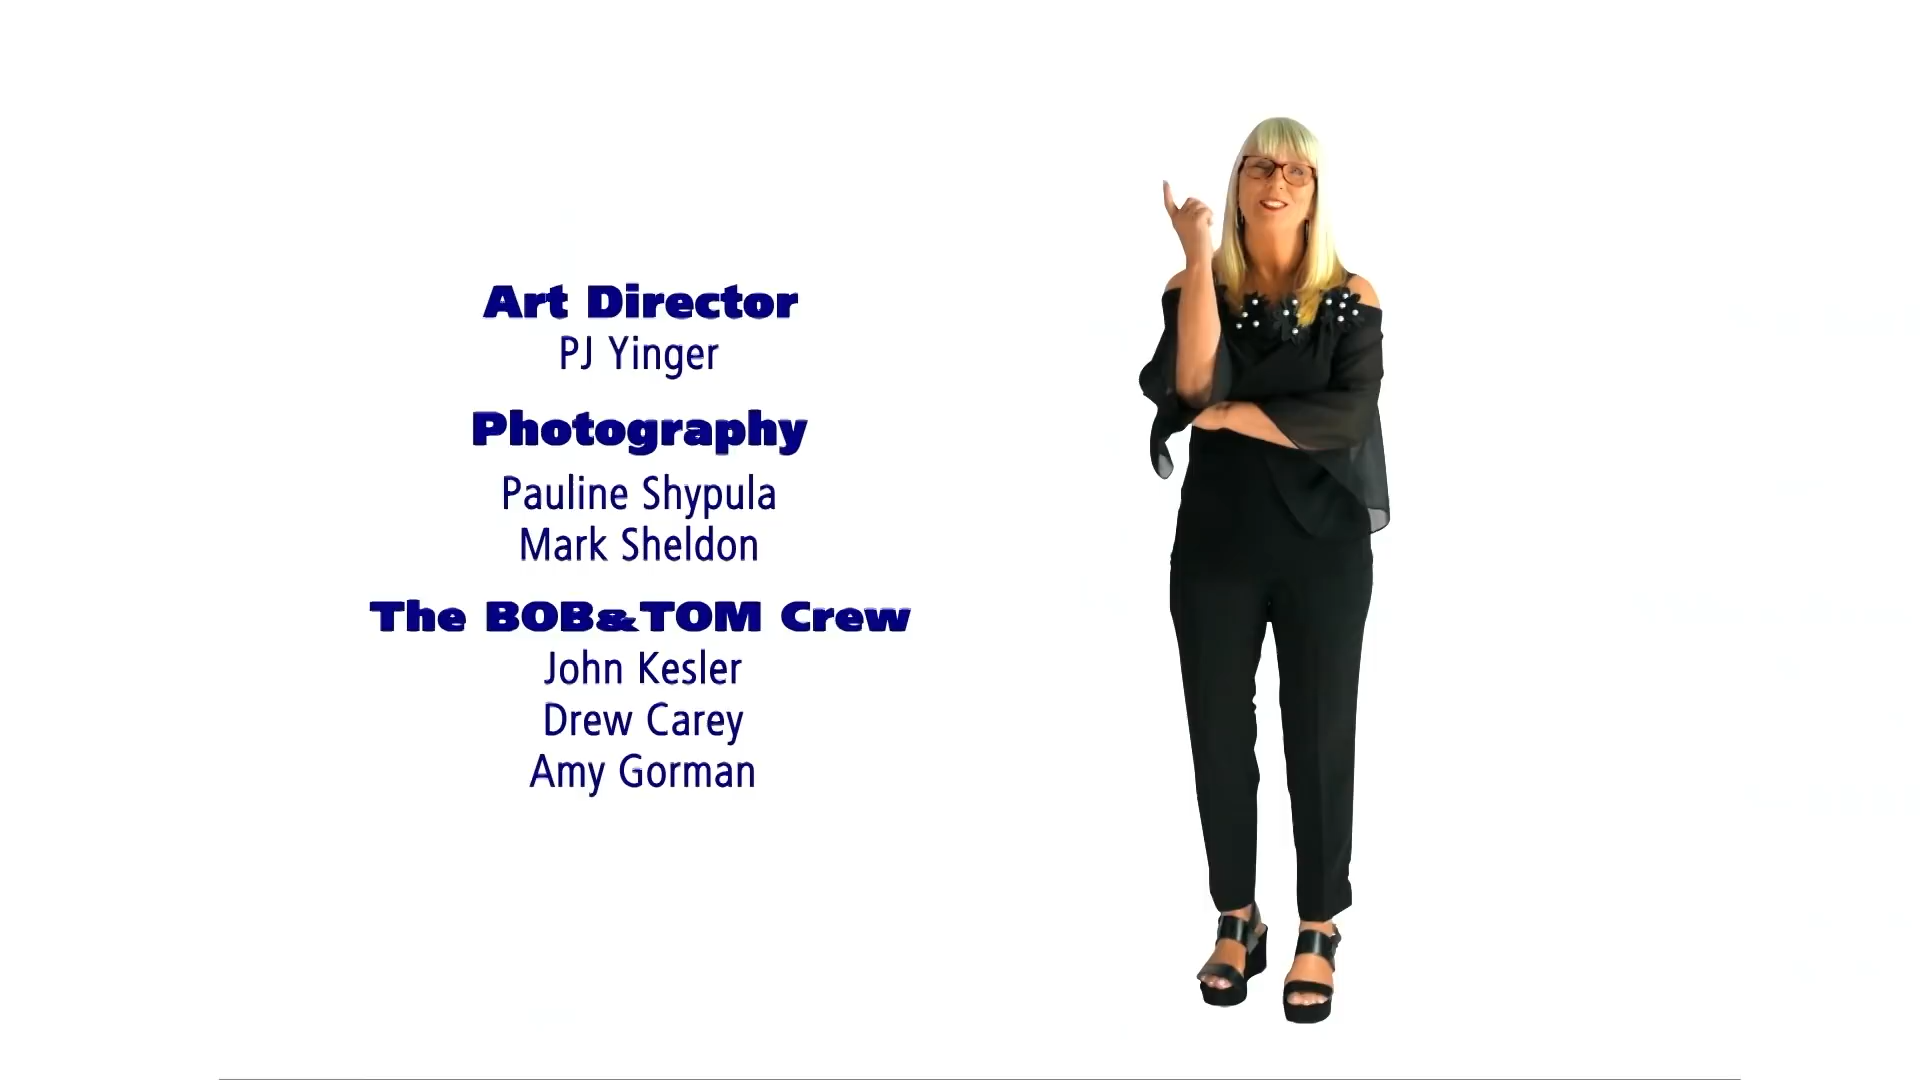 Art Director
PJ Yinger
Photography
Pauline Shypula
Mark Sheldon
The BOB&TOM Crew
John Kesler
Drew Carey
Amy Gorman